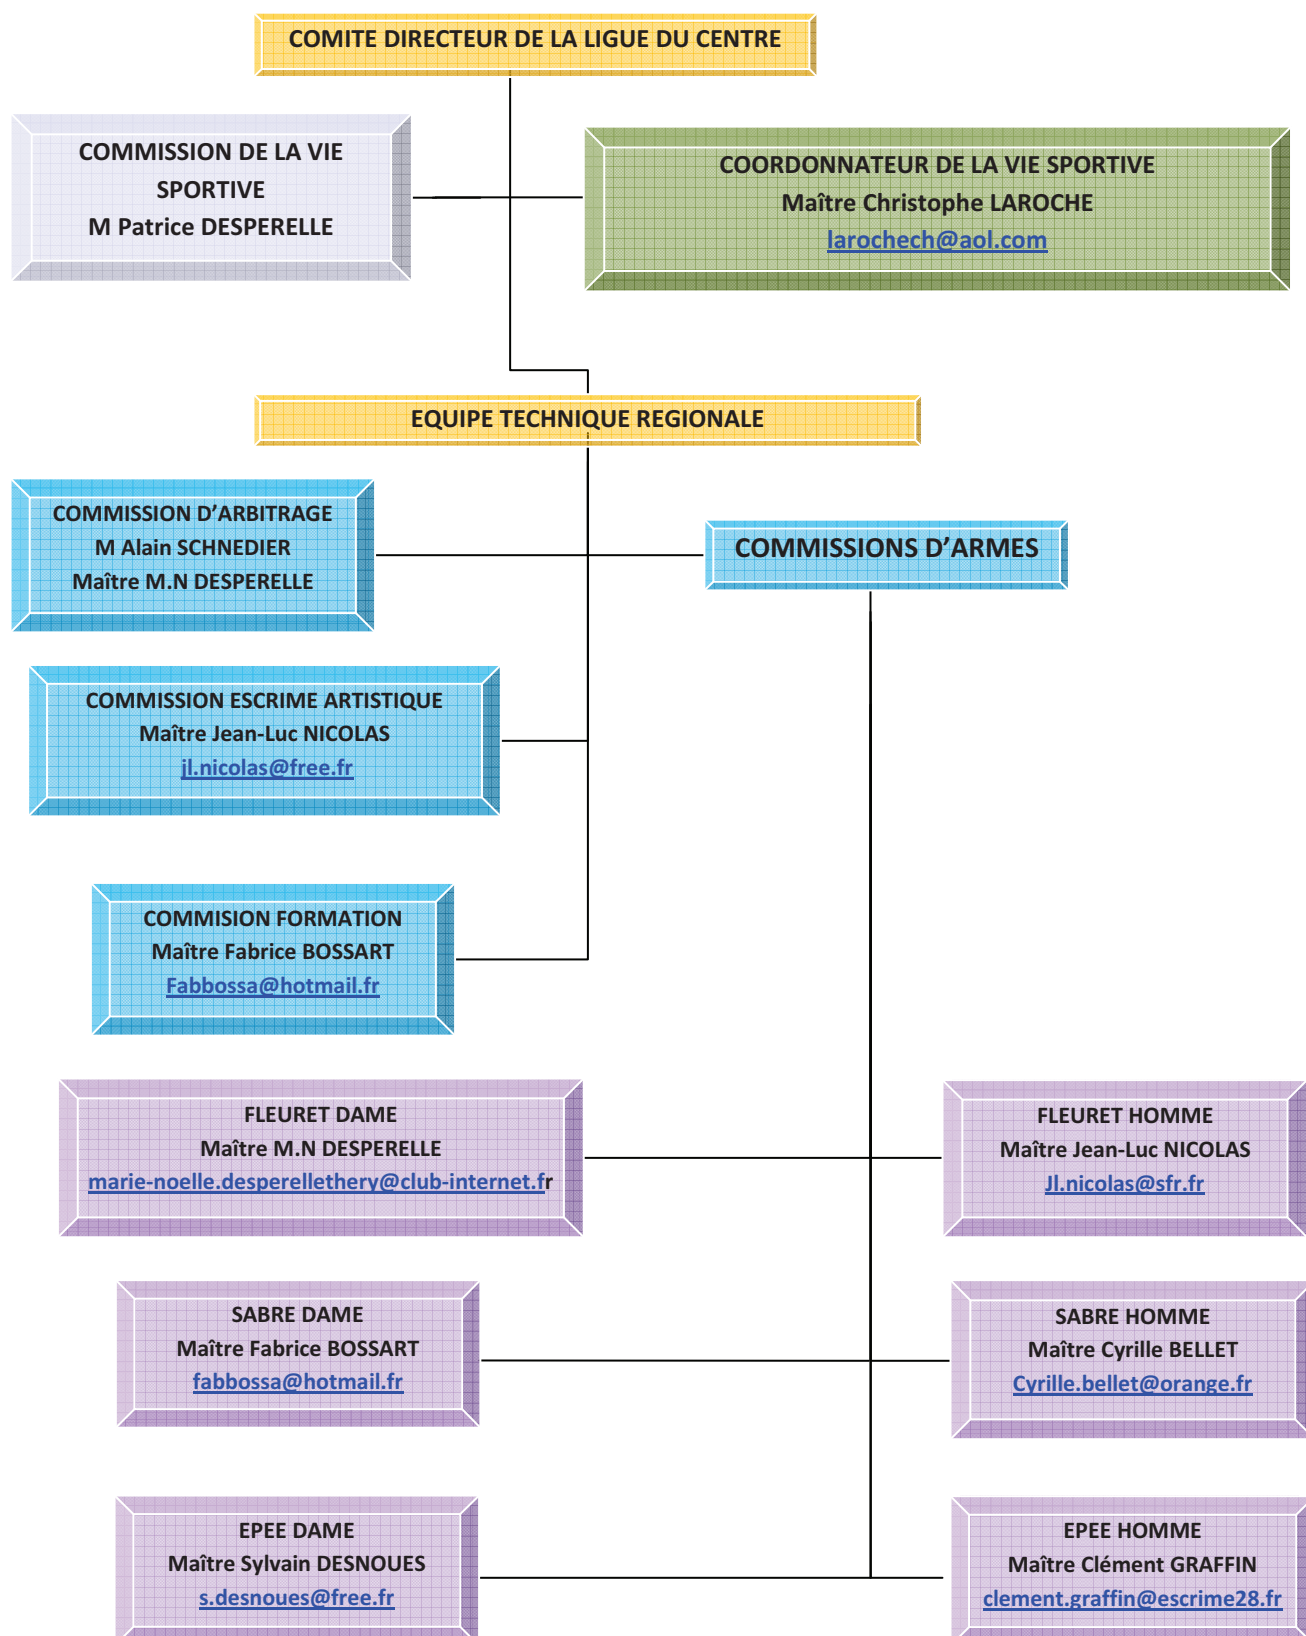 COMITE DIRECTEUR DE LA LIGUE DU CENTRE
COMMISSION DE LA VIE
SPORTIVE
M Patrice DESPERELLE
COORDONNATEUR DE LA VIE SPORTIVE
Maître Christophe LAROCHE
larochech@aol.com
EQUIPE TECHNIQUE REGIONALE
COMMISSION D’ARBITRAGE
M Alain SCHNEDIER
Maître M.N DESPERELLE
COMMISSIONS D’ARMES
COMMISSION ESCRIME ARTISTIQUE
Maître Jean-Luc NICOLAS
jl.nicolas@free.fr
COMMISION FORMATION
Maître Fabrice BOSSART
Fabbossa@hotmail.fr
FLEURET DAME
Maître M.N DESPERELLE
marie-noelle.desperellethery@club-internet.fr
FLEURET HOMME
Maître Jean-Luc NICOLAS
Jl.nicolas@sfr.fr
SABRE DAME
Maître Fabrice BOSSART
fabbossa@hotmail.fr
SABRE HOMME
Maître Cyrille BELLET
Cyrille.bellet@orange.fr
EPEE DAME
Maître Sylvain DESNOUES
s.desnoues@free.fr
EPEE HOMME
Maître Clément GRAFFIN
clement.graffin@escrime28.fr